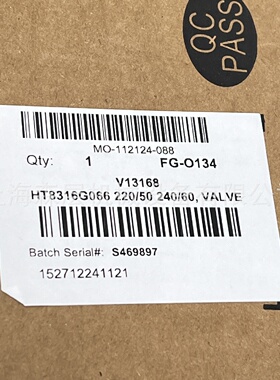 QC
PASS
MO-112124-088
Qty: 1 FG-O134
V13168
HT8316G066 220/50 240/60, VALVE
Batch Serial#: S469897
152712241121